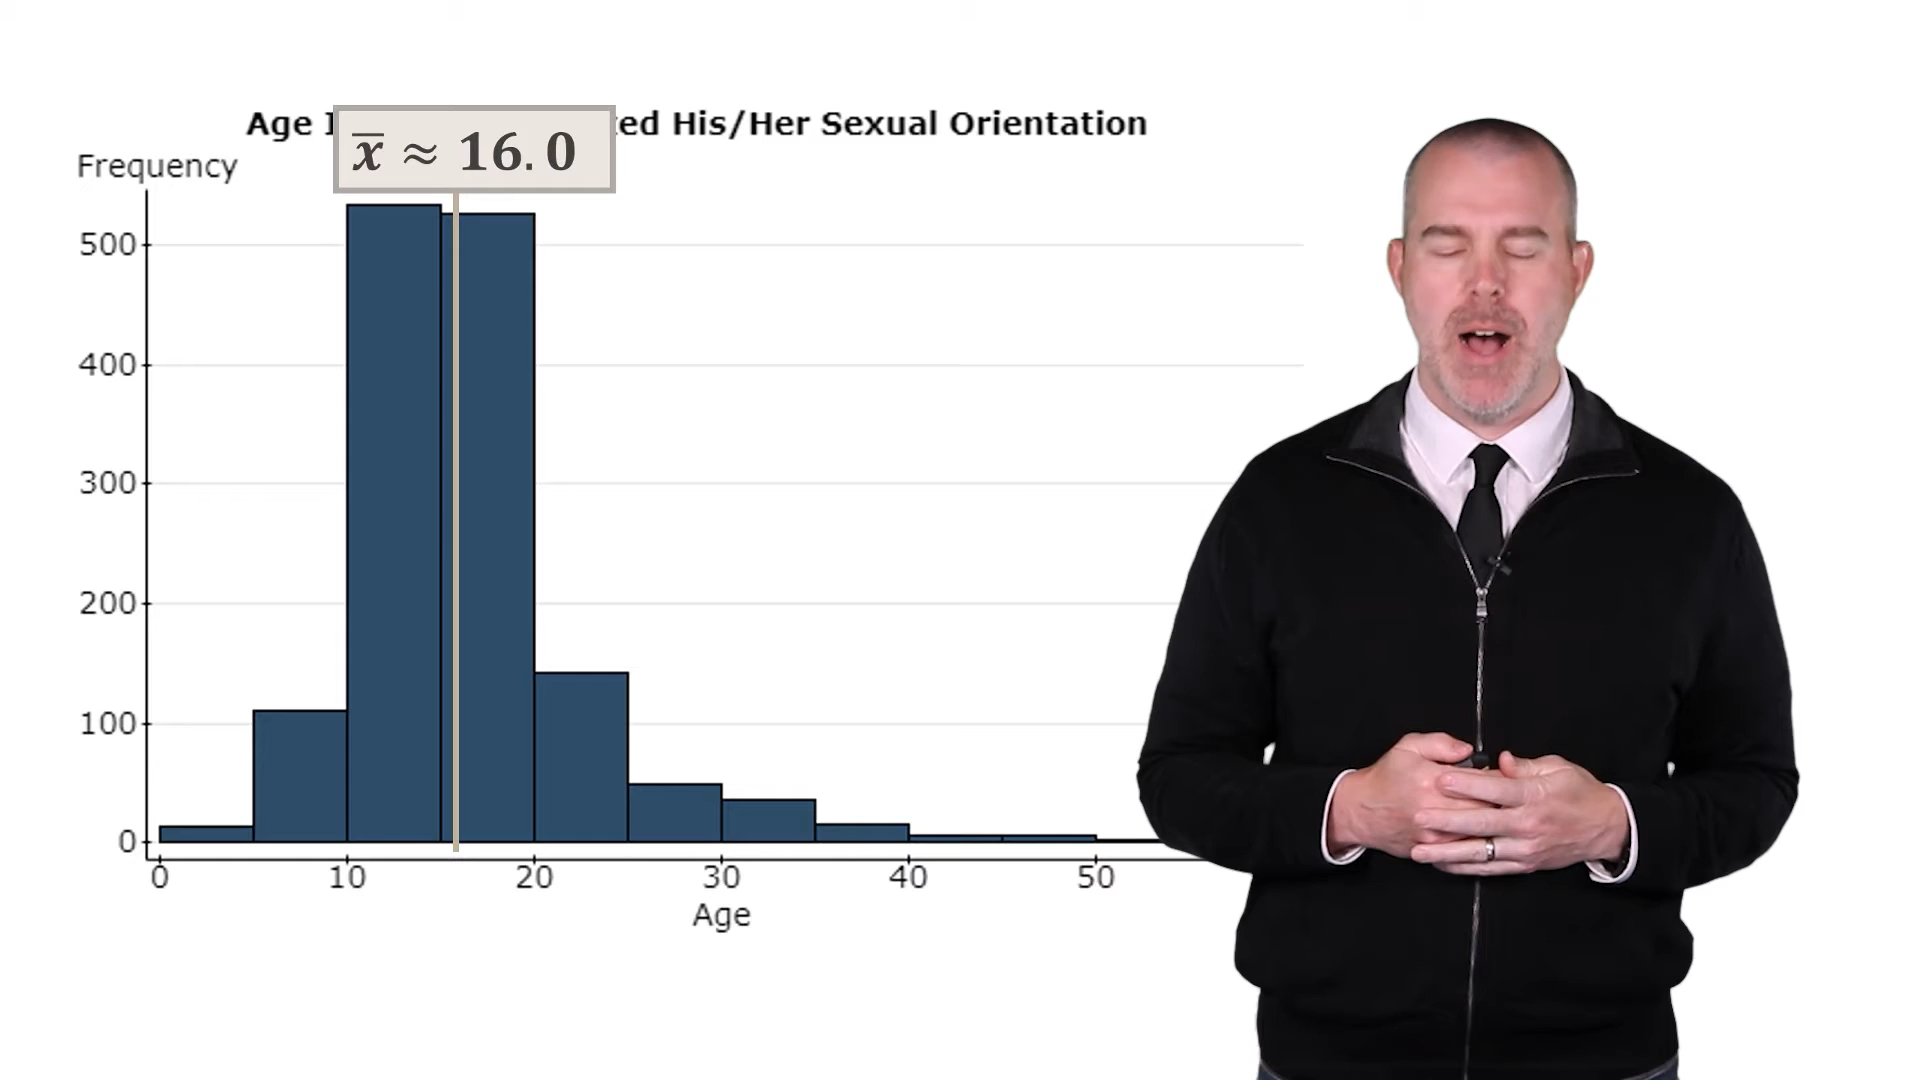 Age ed His/Her Sexual Orientation
x̅ ≈ 16.0
Frequency
500
400
300
200
100
0
0 10 20 30 40 50
Age